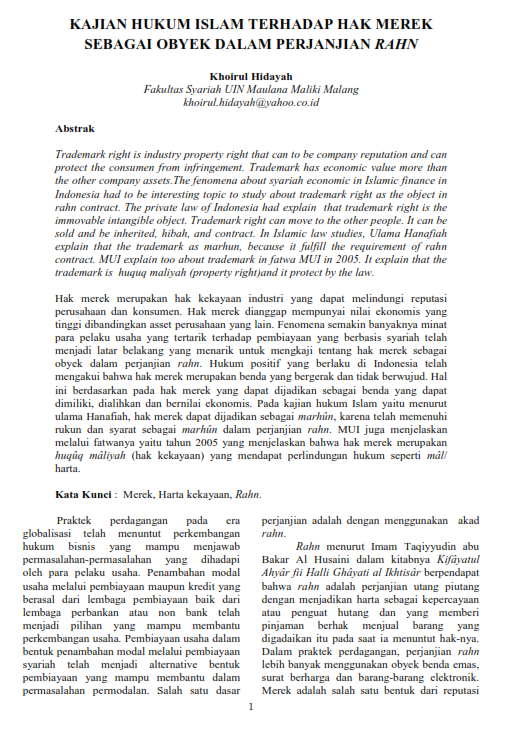 KAJIAN HUKUM ISLAM TERHADAP HAK MEREK
SEBAGAI OBYEK DALAM PERJANJIAN RAHN
Khoirul Hidayah
Fakultas Syariah UIN Maulana Maliki Malang
khoirul.hidayah@yahoo.co.id
Abstrak
Trademark right is industry property right that can to be company reputation and can
protect the consumen from infringement. Trademark has economic value more than
the other company assets.The fenomena about syariah economic in Islamic finance in
Indonesia had to be interesting topic to study about trademark right as the object in
rahn contract. The private law of Indonesia had explain that trademark right is the
immovable intangible object. Trademark right can move to the other people. It can be
sold and be inherited, hibah, and contract. In Islamic law studies, Ulama Hanafiah
explain that the trademark as marhun, because it fulfill the requirement of rahn
contract. MUI explain too about trademark in fatwa MUI in 2005. It explain that the
trademark is huquq maliyah (property right)and it protect by the law.
Hak merek merupakan hak kekayaan industri yang dapat melindungi reputasi
perusahaan dan konsumen. Hak merek dianggap mempunyai nilai ekonomis yang
tinggi dibandingkan asset perusahaan yang lain. Fenomena semakin banyaknya minat
para pelaku usaha yang tertarik terhadap pembiayaan yang berbasis syariah telah
menjadi latar belakang yang menarik untuk mengkaji tentang hak merek sebagai
obyek dalam perjanjian rahn. Hukum positif yang berlaku di Indonesia telah
mengakui bahwa hak merek merupakan benda yang bergerak dan tidak berwujud. Hal
ini berdasarkan pada hak merek yang dapat dijadikan sebagai benda yang dapat
dimiliki, dialihkan dan bernilai ekonomis. Pada kajian hukum Islam yaitu menurut
ulama Hanafiah, hak merek dapat dijadikan sebagai marhûn, karena telah memenuhi
rukun dan syarat sebagai marhûn dalam perjanjian rahn. MUI juga menjelaskan
melalui fatwanya yaitu tahun 2005 yang menjelaskan bahwa hak merek merupakan
huqûq mâliyah (hak kekayaan) yang mendapat perlindungan hukum seperti mâl/
harta.
Kata Kunci : Merek, Harta kekayaan, Rahn.
Praktek perdagangan pada era
globalisasi telah menuntut perkembangan
hukum bisnis yang mampu menjawab
permasalahan-permasalahan yang dihadapi
oleh para pelaku usaha. Penambahan modal
usaha melalui pembiayaan maupun kredit yang
berasal dari lembaga pembiayaan baik dari
lembaga perbankan atau non bank telah
menjadi pilihan yang mampu membantu
perkembangan usaha. Pembiayaan usaha dalam
bentuk penambahan modal melalui pembiayaan
syariah telah menjadi alternative bentuk
pembiayaan yang mampu membantu dalam
permasalahan permodalan. Salah satu dasar
perjanjian adalah dengan menggunakan akad
rahn.
Rahn menurut Imam Taqiyyudin abu
Bakar Al Husaini dalam kitabnya Kifâyatul
Ahyâr fii Halli Ghâyati al Ikhtisâr berpendapat
bahwa rahn adalah perjanjian utang piutang
dengan menjadikan harta sebagai kepercayaan
atau penguat hutang dan yang memberi
pinjaman berhak menjual barang yang
digadaikan itu pada saat ia menuntut hak-nya.
Dalam praktek perdagangan, perjanjian rahn
lebih banyak menggunakan obyek benda emas,
surat berharga dan barang-barang elektronik.
Merek adalah salah satu bentuk dari reputasi
1